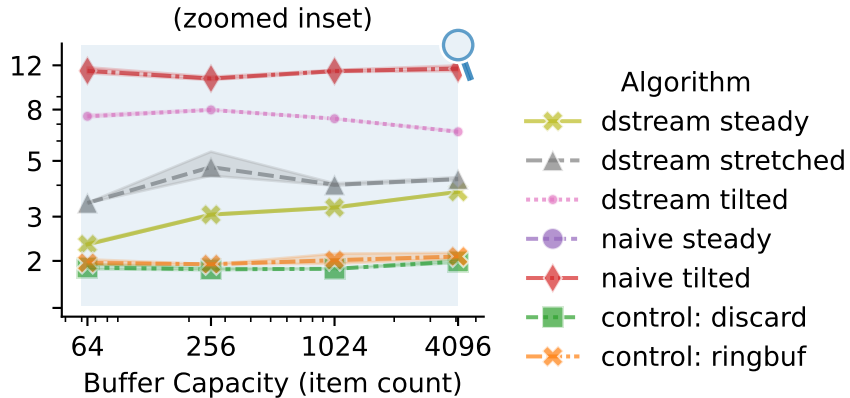 (zoomed inset)
12
8
5
3
2
64 256 1024 4096
Buffer Capacity (item count)
Algorithm
dstream steady
dstream stretched
dstream tilted
naive steady
naive tilted
control: discard
control: ringbuf